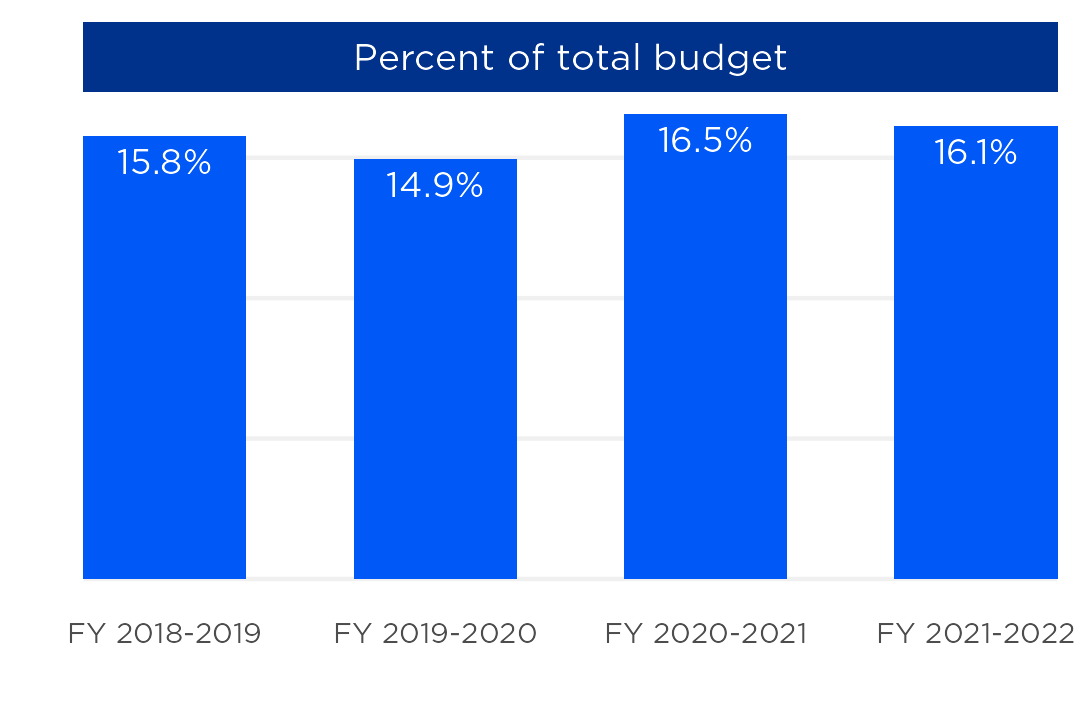 Percent of total budget
15.8%
14.9%
16.5%
16.1%
FY 2018-2019
FY 2019-2020
FY 2020-2021
FY 2021-2022